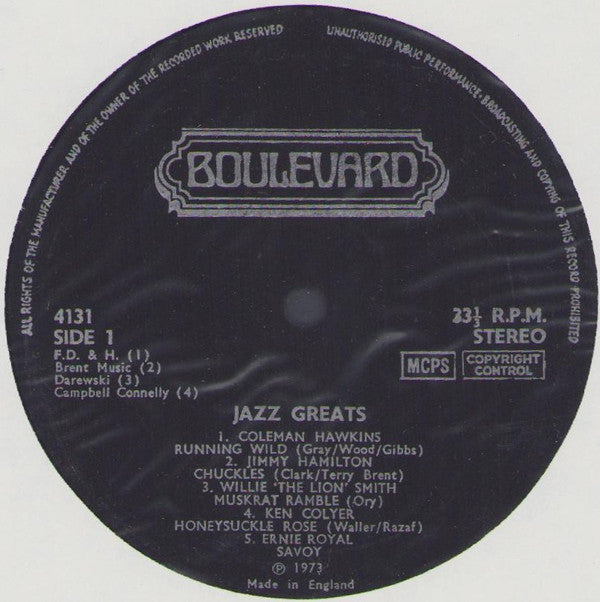 ALL RIGHTS OF THE MANUFACTURER AND OF THE OWNER OF THE RECORDED WORK RESERVED
UNAUTHORISED PUBLIC PERFORMANCE · BROADCASTING AND COPYING OF THIS RECORD PROHIBITED
BOULEVARD
4131
SIDE 1
F.D. & H. (1)
Brent Music (2)
Darewski (3)
Campbell Connelly (4)
33⅓ R.P.M.
STEREO
MCPS
COPYRIGHT
CONTROL
JAZZ GREATS
1. COLEMAN HAWKINS
RUNNING WILD (Gray/Wood/Gibbs)
2. JIMMY HAMILTON
CHUCKLES (Clark/Terry Brent)
3. WILLIE 'THE LION' SMITH
MUSKRAT RAMBLE (Ory)
4. KEN COLYER
HONEYSUCKLE ROSE (Waller/Razaf)
5. ERNIE ROYAL
SAVOY
℗ 1973
Made in England